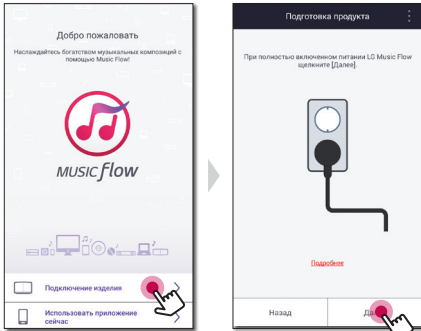 Добро пожаловать
Наслаждайтесь богатством музыкальных композиций с
помощью Music Flow!
MUSIC flow
Подключение изделия
Использовать приложение
сейчас
Подготовка продукта
При полностью включенном питании LG Music Flow
щелкните [Далее].
Подробнее
Назад